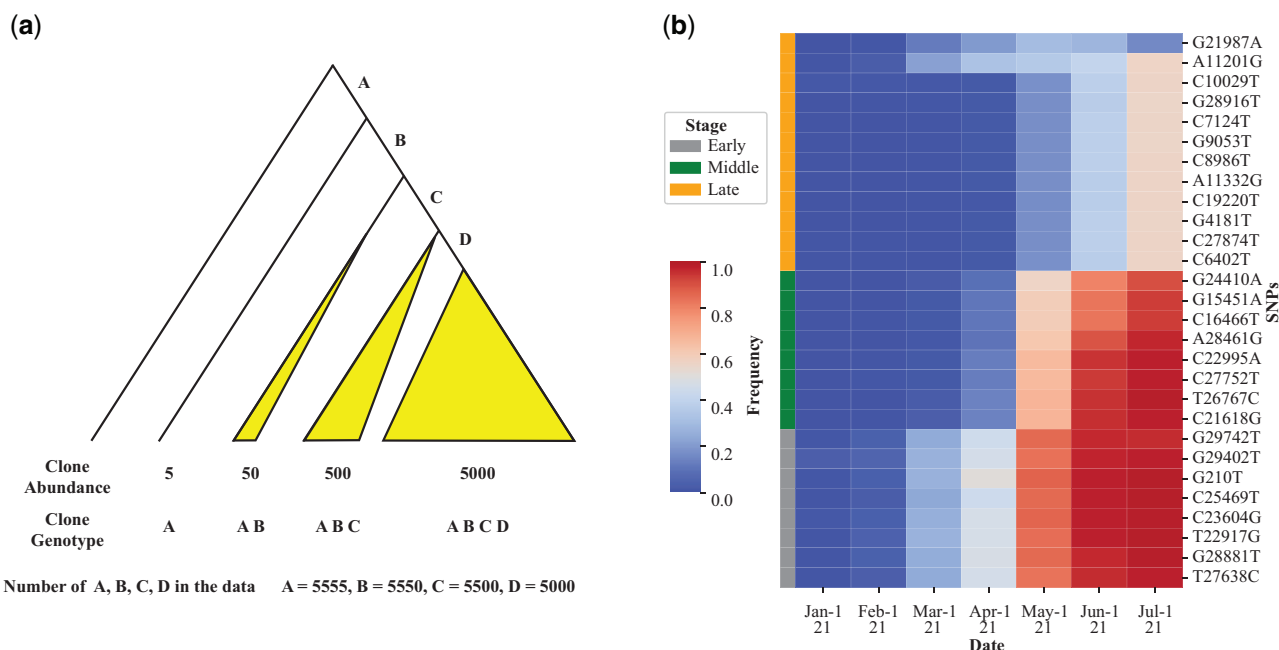 (a)
A
B
C
D
Clone
Abundance
5
50
500
5000
Clone
Genotype
A
A B
A B C
A B C D
Number of A, B, C, D in the data
A = 5555, B = 5550, C = 5500, D = 5000
(b)
Stage
Early
Middle
Late
1.0
0.8
0.6
0.4
0.2
0.0
Frequency
G21987A
A11201G
C10029T
G28916T
C7124T
G9053T
C8986T
A11332G
C19220T
G4181T
C27874T
C6402T
G24410A
G15451A
C16466T
A28461G
C22995A
C27752T
T26767C
C21618G
G29742T
G29402T
G210T
C25469T
C23604G
T22917G
G28881T
T27638C
SNPs
Jan-1
21
Feb-1
21
Mar-1
21
Apr-1
21
May-1
21
Jun-1
21
Jul-1
21
Date